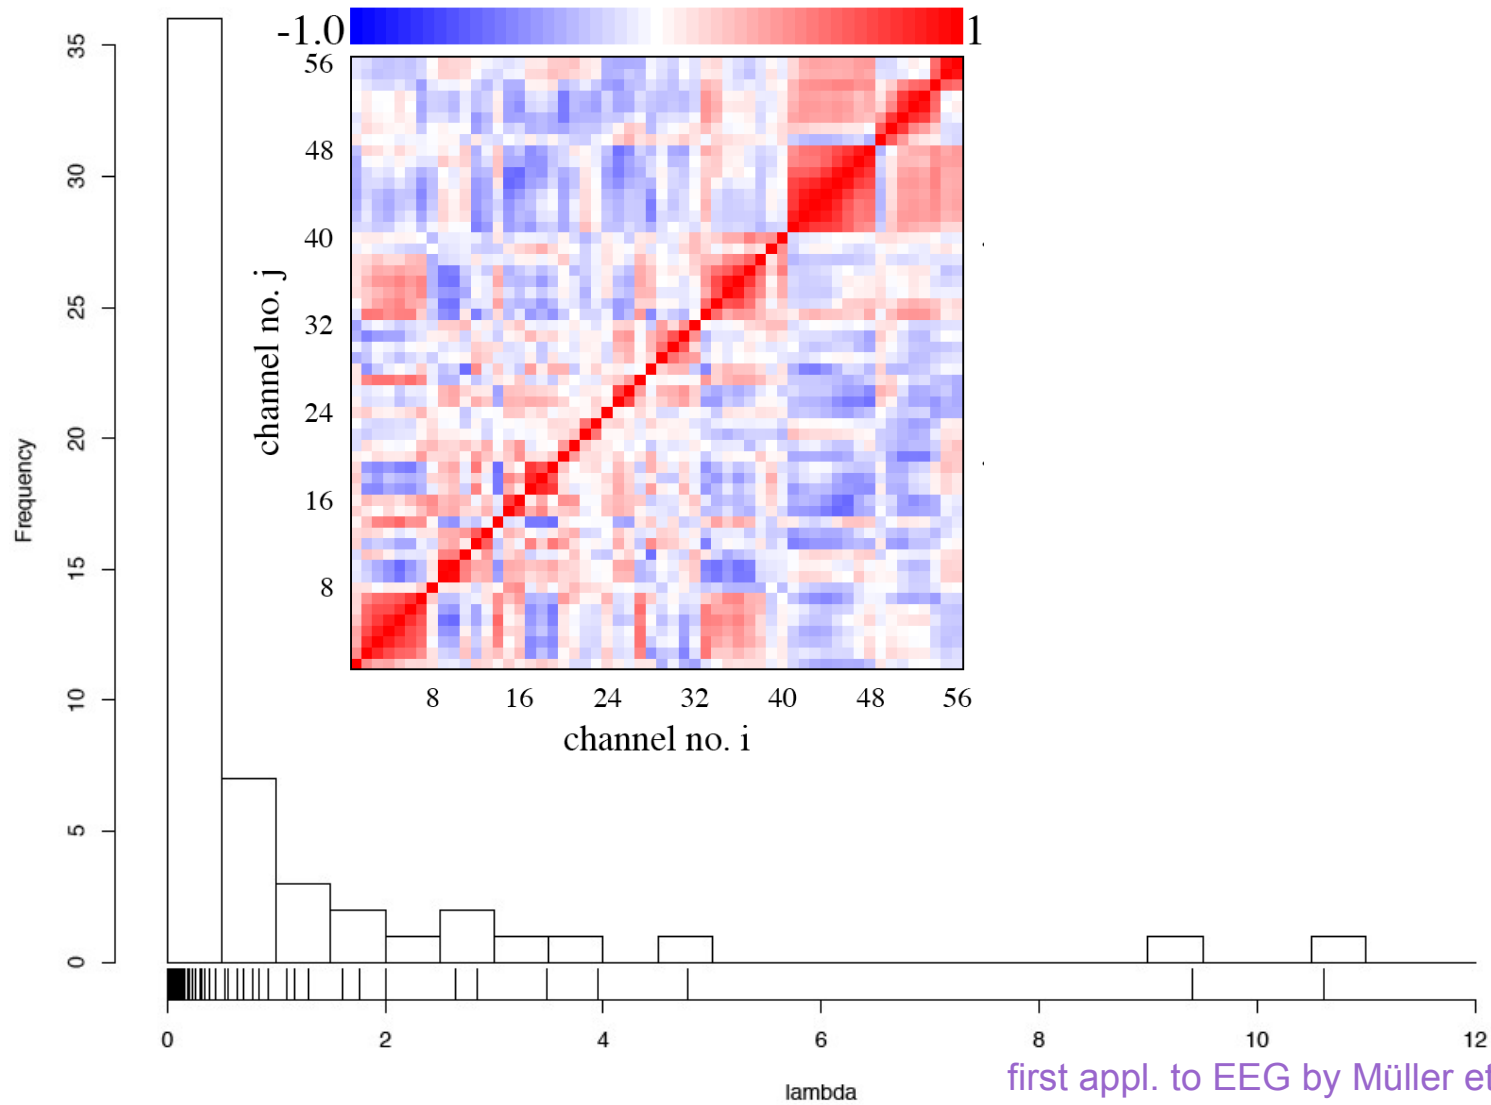 -1.0 1
56
48
40
32
24
16
8
channel no. j
8 16 24 32 40 48 56
channel no. i
35
30
25
20
15
10
5
0
Frequency
0 2 4 6 8 10 12
lambda
first appl. to EEG by Müller et